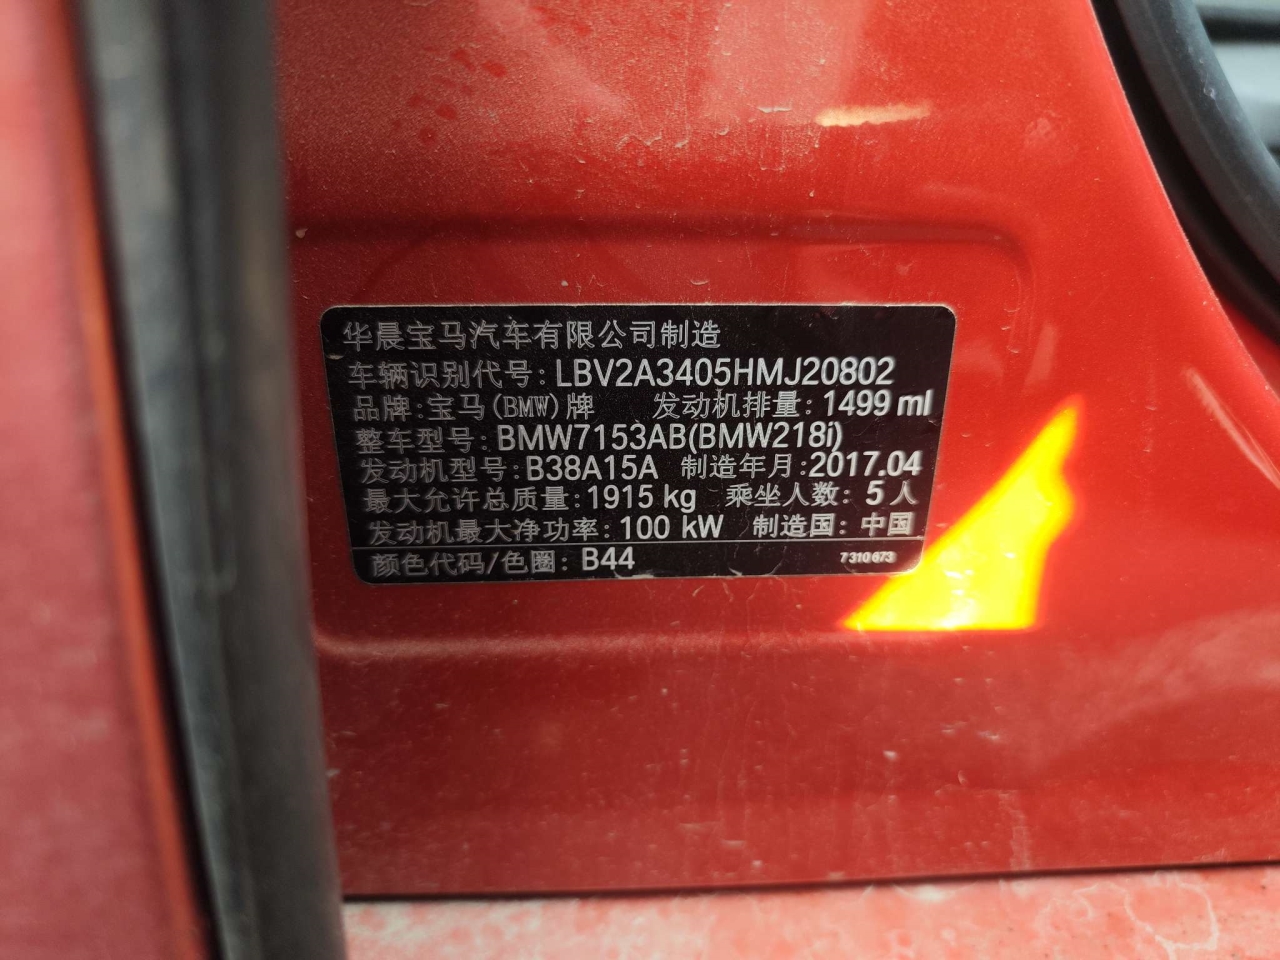 华晨宝马汽车有限公司制造
车辆识别代号:LBV2A3405HMJ20802
品牌:宝马(BMW)牌 发动机排量:1499 ml
整车型号:BMW7153AB(BMW218i)
发动机型号:B38A15A 制造年月:2017.04
最大允许总质量:1915 kg 乘坐人数: 5人
发动机最大净功率:100 kW 制造国: 中国
颜色代码/色圈: B44 7310673